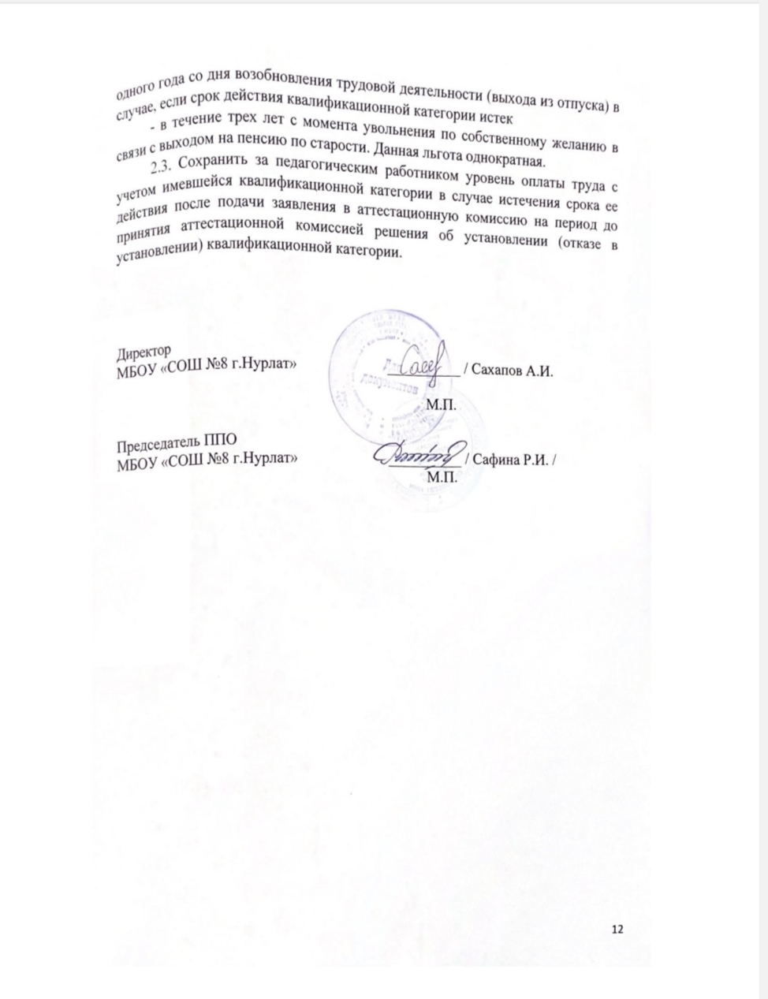 одного года со дня возобновления трудовой деятельности (выхода из отпуска) в
случае, если срок действия квалификационной категории истек
- в течение трех лет с момента увольнения по собственному желанию в
связи с выходом на пенсию по старости. Данная льгота однократная.
2.3. Сохранить за педагогическим работником уровень оплаты труда с
учетом имевшейся квалификационной категории в случае истечения срока ее
действия после подачи заявления в аттестационную комиссию на период до
принятия аттестационной комиссией решения об установлении (отказе в
установлении) квалификационной категории.
Директор
МБОУ «СОШ №8 г.Нурлат»
Для
документов
/ Сахапов А.И.
М.П.
Председатель ППО
МБОУ «СОШ №8 г.Нурлат»
/ Сафина Р.И. /
М.П.
12